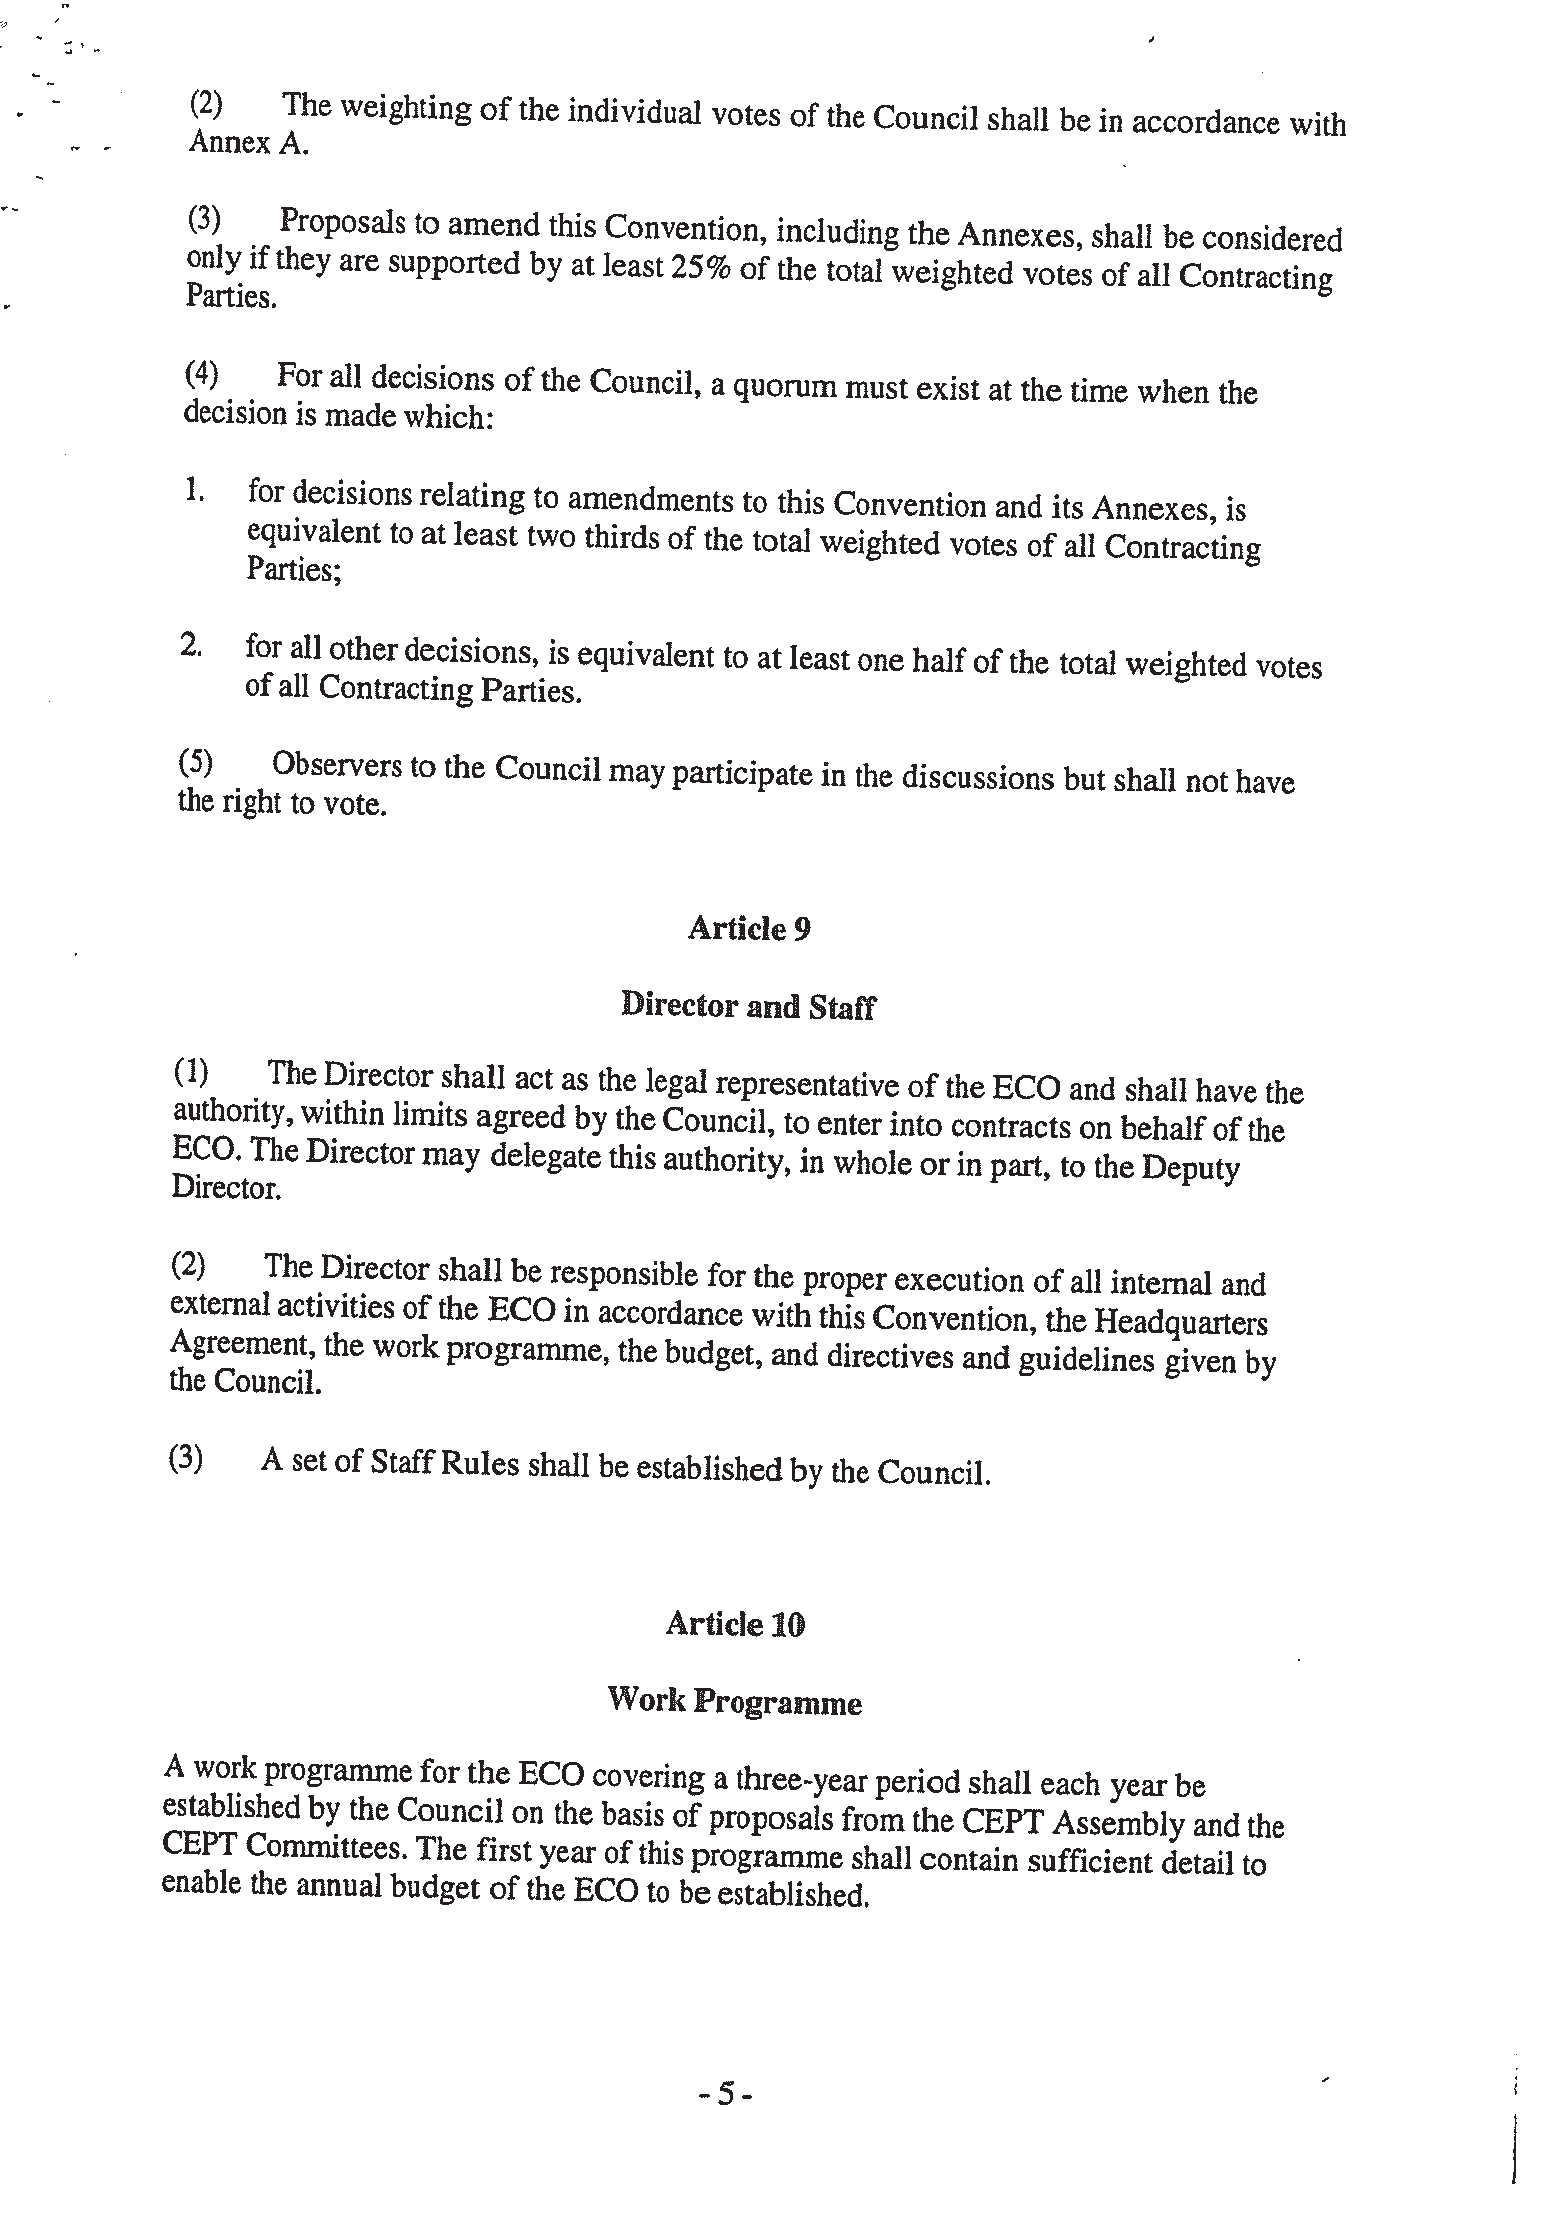 (2) The weighting of the individual votes of the Council shall be in accordance with
Annex A.
(3) Proposals to amend this Convention, including the Annexes, shall be considered
only if they are supported by at least 25% of the total weighted votes of all Contracting
Parties.
(4) For all decisions of the Council, a quorum must exist at the time when the
decision is made which:
1. for decisions relating to amendments to this Convention and its Annexes, is
equivalent to at least two thirds of the total weighted votes of all Contracting
Parties;
2. for all other decisions, is equivalent to at least one half of the total weighted votes
of all Contracting Parties.
(5) Observers to the Council may participate in the discussions but shall not have
the right to vote.
Article 9
Director and Staff
(1) The Director shall act as the legal representative of the ECO and shall have the
authority, within limits agreed by the Council, to enter into contracts on behalf of the
ECO. The Director may delegate this authority, in whole or in part, to the Deputy
Director.
(2) The Director shall be responsible for the proper execution of all internal and
external activities of the ECO in accordance with this Convention, the Headquarters
Agreement, the work programme, the budget, and directives and guidelines given by
the Council.
(3) A set of Staff Rules shall be established by the Council.
Article 10
Work Programme
A work programme for the ECO covering a three-year period shall each year be
established by the Council on the basis of proposals from the CEPT Assembly and the
CEPT Committees. The first year of this programme shall contain sufficient detail to
enable the annual budget of the ECO to be established.
- 5 -